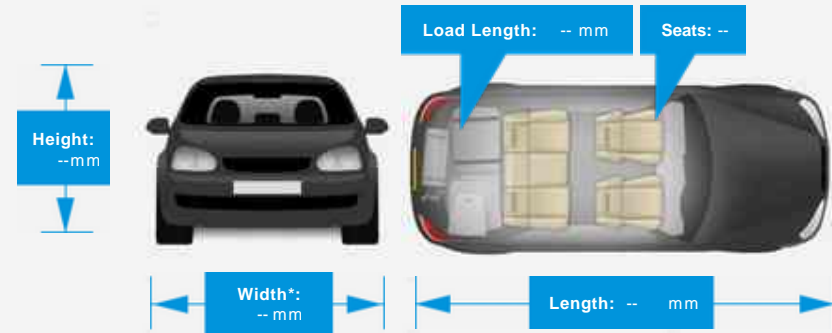 Load Length: -- mm
Seats: --
Height:
--mm
Width*:
-- mm
Length: -- mm